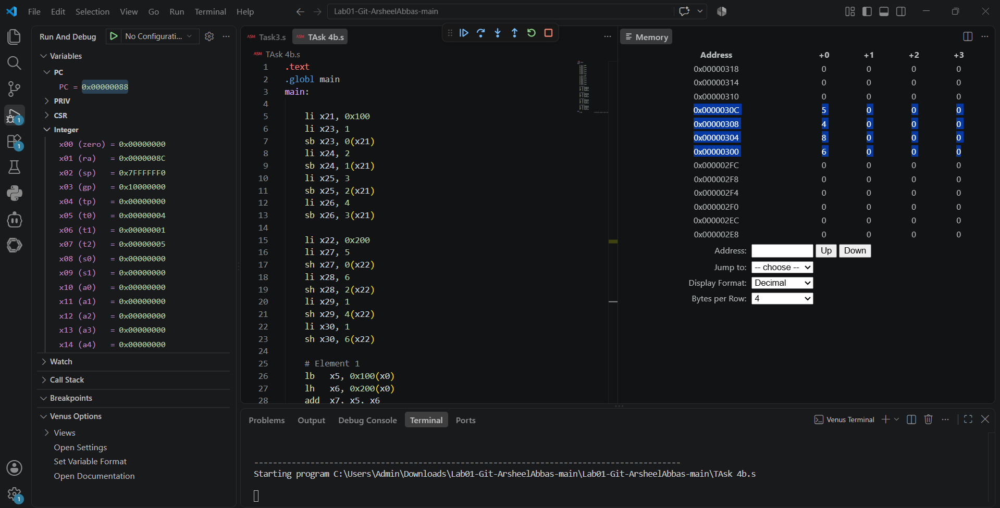 File Edit Selection View Go Run Terminal Help
Lab01-Git-ArsheelAbbas-main
Run And Debug
No Configurati...
Variables
PC
PC = 0x00000088
PRIV
CSR
Integer
x00 (zero) = 0x00000000
x01 (ra) = 0x0000008C
x02 (sp) = 0x7FFFFFF0
x03 (gp) = 0x10000000
x04 (tp) = 0x00000000
x05 (t0) = 0x00000004
x06 (t1) = 0x00000001
x07 (t2) = 0x00000005
x08 (s0) = 0x00000000
x09 (s1) = 0x00000000
x10 (a0) = 0x00000000
x11 (a1) = 0x00000000
x12 (a2) = 0x00000000
x13 (a3) = 0x00000000
x14 (a4) = 0x00000000
Watch
Call Stack
Breakpoints
Venus Options
Views
Open Settings
Set Variable Format
Open Documentation
1
1
1
ASM Task3.s ASM TAsk 4b.s
ASM TAsk 4b.s
1 .text
2 .globl main
3 main:
4
5 li x21, 0x100
6 li x23, 1
7 sb x23, 0(x21)
8 li x24, 2
9 sb x24, 1(x21)
10 li x25, 3
11 sb x25, 2(x21)
12 li x26, 4
13 sb x26, 3(x21)
14
15 li x22, 0x200
16 li x27, 5
17 sh x27, 0(x22)
18 li x28, 6
19 sh x28, 2(x22)
20 li x29, 1
21 sh x29, 4(x22)
22 li x30, 1
23 sh x30, 6(x22)
24
25 # Element 1
26 lb x5, 0x100(x0)
27 lh x6, 0x200(x0)
28 add x7, x5, x6
Memory
Address +0 +1 +2 +3
0x00000318 0 0 0 0
0x00000314 0 0 0 0
0x00000310 0 0 0 0
0x0000030C 5 0 0 0
0x00000308 4 0 0 0
0x00000304 8 0 0 0
0x00000300 6 0 0 0
0x000002FC 0 0 0 0
0x000002F8 0 0 0 0
0x000002F4 0 0 0 0
0x000002F0 0 0 0 0
0x000002EC 0 0 0 0
0x000002E8 0 0 0 0
Address: Up Down
Jump to: -- choose --
Display Format: Decimal
Bytes per Row: 4
Problems Output Debug Console Terminal Ports
Venus Terminal
--------------------------------------------------------------------------------------------
Starting program C:\Users\Admin\Downloads\Lab01-Git-ArsheelAbbas-main\Lab01-Git-ArsheelAbbas-main\TAsk 4b.s